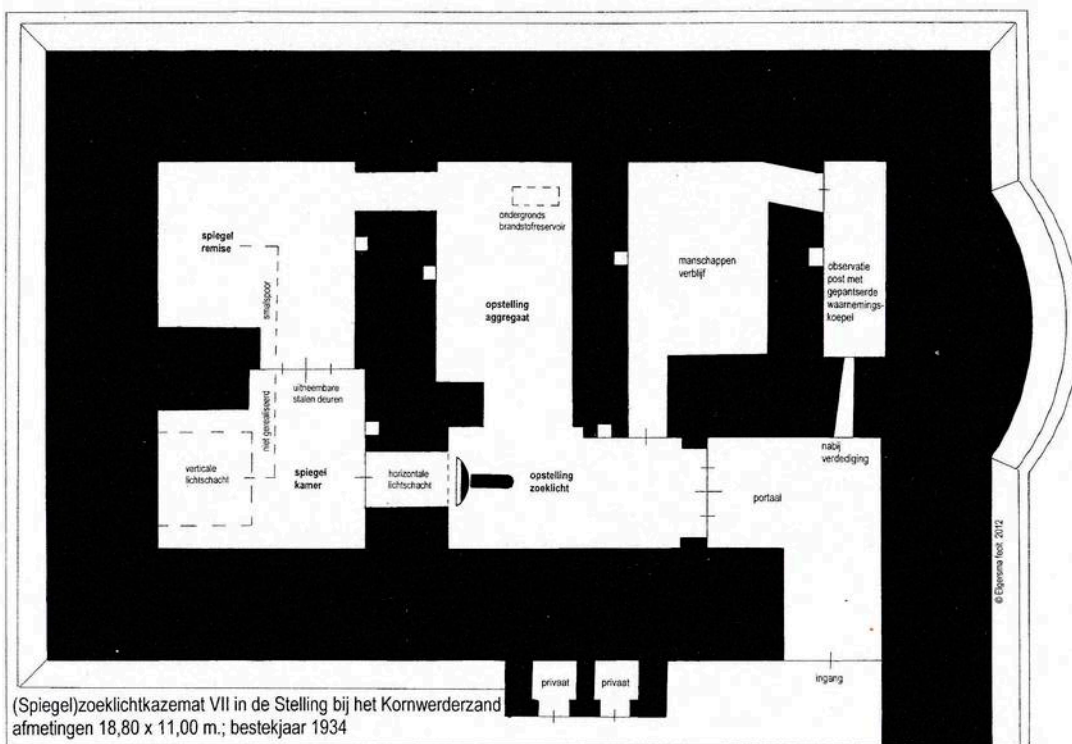 spiegel
remise
smalspoor
ondergronds
brandstofreservoir
opstelling
aggregaat
manschappen
verblijf
observatie
post met
gepantserde
waarnemings-
koepel
uitneembare
stalen deuren
niet gerealiseerd
verticale
lichtschacht
spiegel
kamer
horizontale
lichtschacht
opstelling
zoeklicht
nabij
verdediging
portaal
ingang
privaat
privaat
© Elgersma fecit 2012
(Spiegel)zoeklichtkazemat VII in de Stelling bij het Kornwerderzand
afmetingen 18,80 x 11,00 m.; bestekjaar 1934